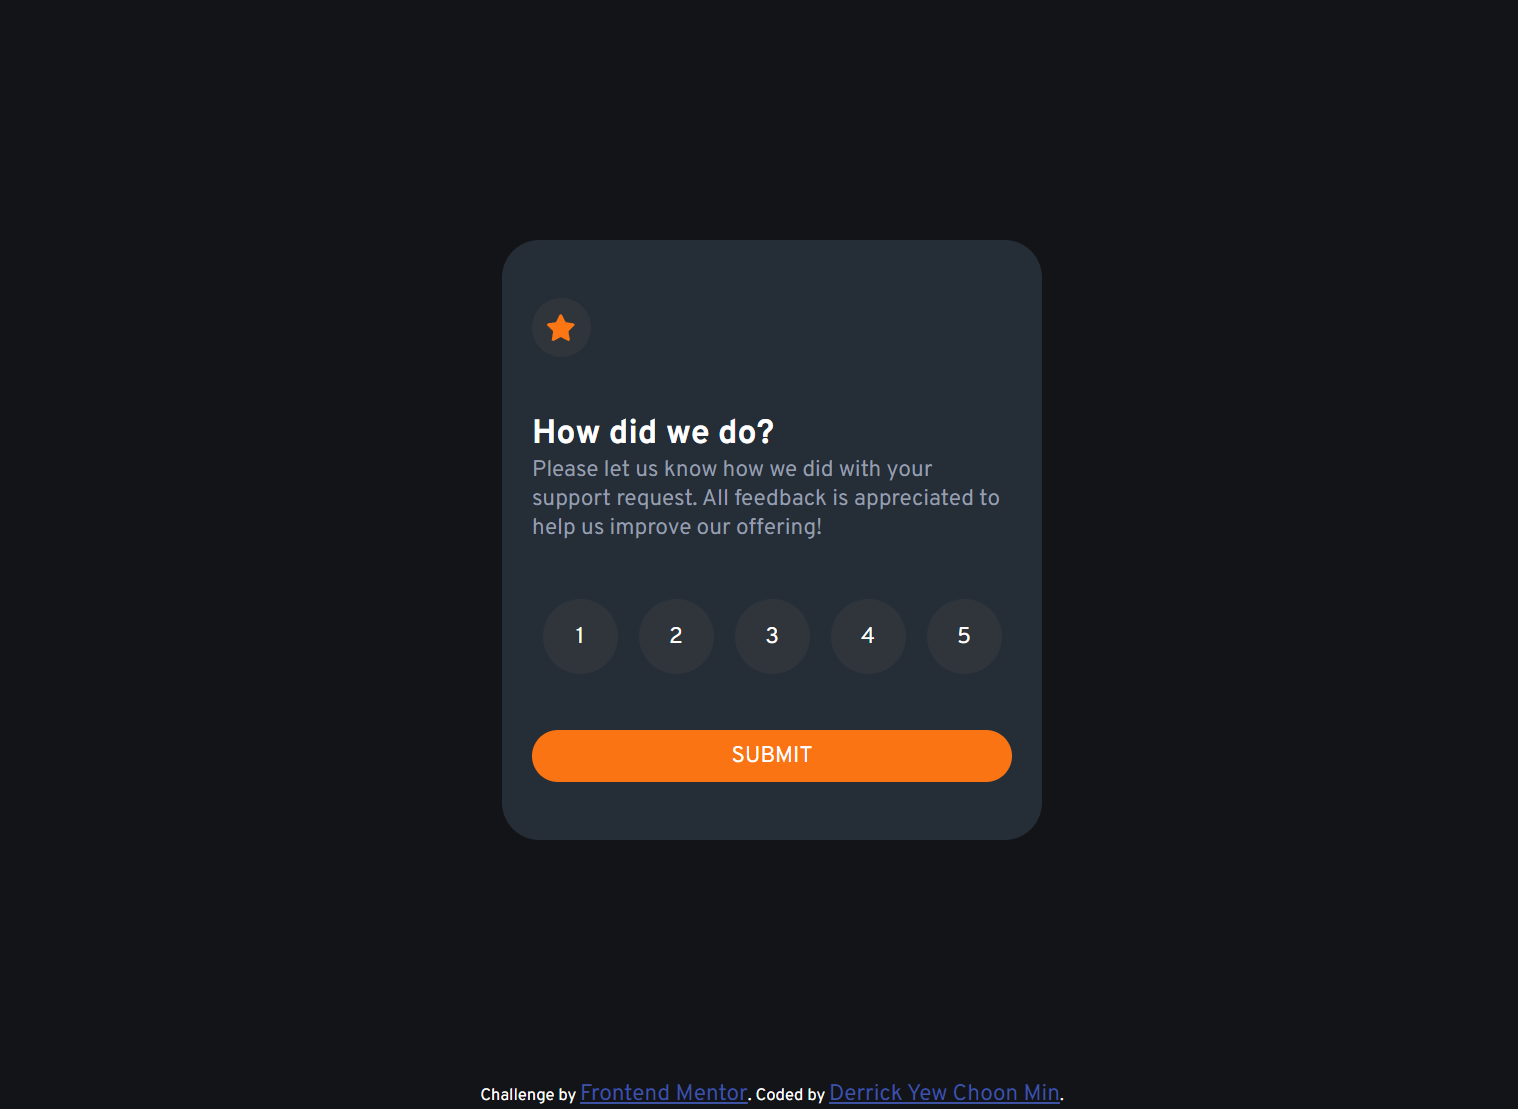 How did we do?
Please let us know how we did with your
support request. All feedback is appreciated to
help us improve our offering!
1 2 3 4 5
SUBMIT
Challenge by Frontend Mentor. Coded by Derrick Yew Choon Min.